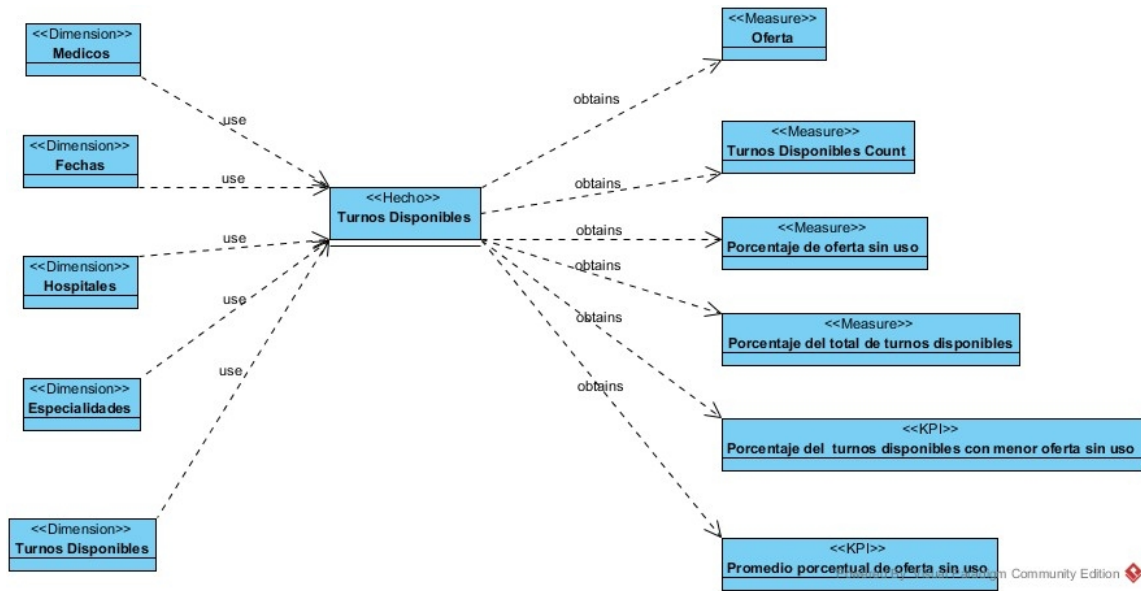 <<Dimension>>
Medicos
<<Dimension>>
Fechas
<<Dimension>>
Hospitales
<<Dimension>>
Especialidades
<<Dimension>>
Turnos Disponibles
use
use
use
use
use
<<Hecho>>
Turnos Disponibles
obtains
obtains
obtains
obtains
obtains
obtains
<<Measure>>
Oferta
<<Measure>>
Turnos Disponibles Count
<<Measure>>
Porcentaje de oferta sin uso
<<Measure>>
Porcentaje del total de turnos disponibles
<<KPI>>
Porcentaje del turnos disponibles con menor oferta sin uso
<<KPI>>
Promedio porcentual de oferta sin uso
Community Edition